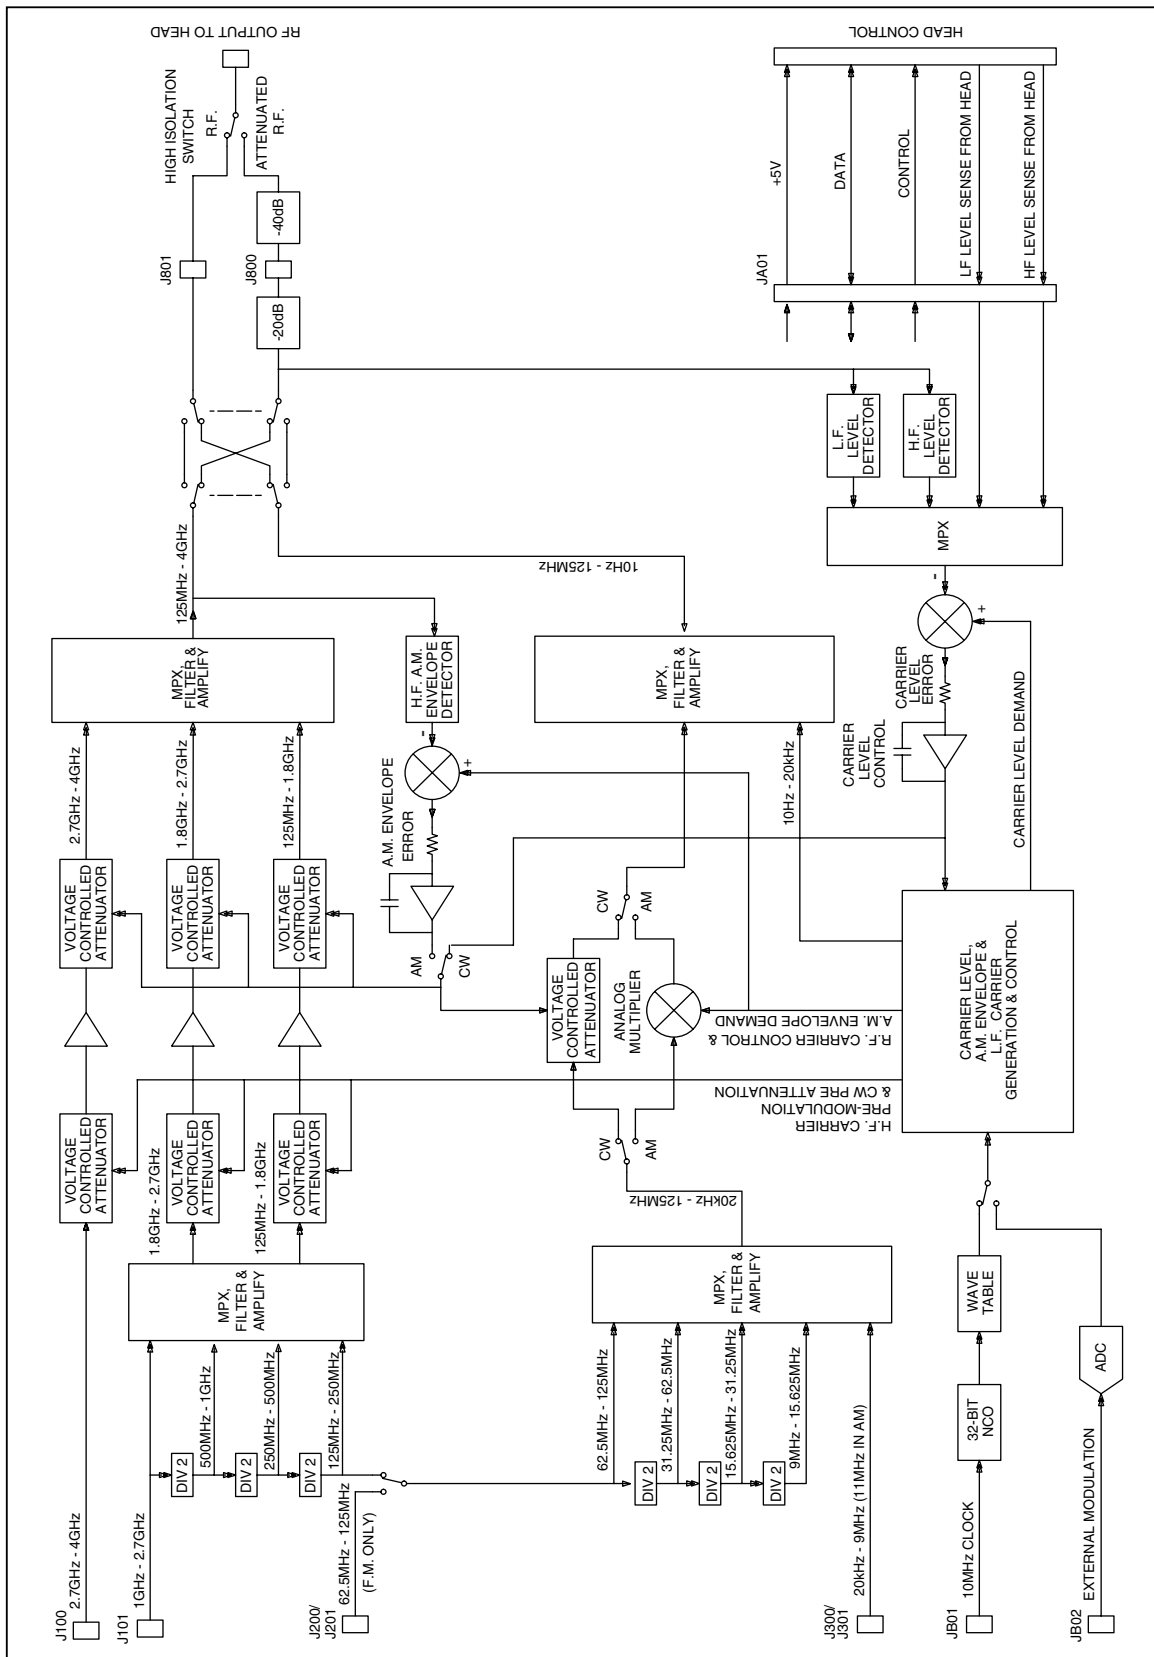 J100
2.7GHz - 4GHz
J101
1GHz - 2.7GHz
J200/
J201
62.5MHz - 125MHz
(F.M. ONLY)
J300/
J301
20kHz - 9MHz (11MHz IN AM)
JB01
10MHz CLOCK
JB02
EXTERNAL MODULATION
DIV 2
DIV 2
DIV 2
500MHz - 1GHz
250MHz - 500MHz
125MHz - 250MHz
DIV 2
DIV 2
DIV 2
62.5MHz - 125MHz
31.25MHz - 62.5MHz
15.625MHz - 31.25MHz
9MHz - 15.625MHz
32-BIT
NCO
ADC
MPX,
FILTER &
AMPLIFY
MPX,
FILTER &
AMPLIFY
WAVE
TABLE
1.8GHz - 2.7GHz
125MHz - 1.8GHz
20kHz - 125MHz
VOLTAGE
CONTROLLED
ATTENUATOR
VOLTAGE
CONTROLLED
ATTENUATOR
VOLTAGE
CONTROLLED
ATTENUATOR
CW
AM
H.F. CARRIER
PRE-MODULATION
& CW PRE ATTENUATION
R.F. CARRIER CONTROL &
A.M. ENVELOPE DEMAND
CARRIER LEVEL,
A.M. ENVELOPE &
L.F. CARRIER
GENERATION & CONTROL
VOLTAGE
CONTROLLED
ATTENUATOR
VOLTAGE
CONTROLLED
ATTENUATOR
VOLTAGE
CONTROLLED
ATTENUATOR
AM
CW
VOLTAGE
CONTROLLED
ATTENUATOR
ANALOG
MULTIPLIER
CW
AM
2.7GHz - 4GHz
1.8GHz - 2.7GHz
125MHz - 1.8GHz
A.M. ENVELOPE
ERROR
-
+
10Hz - 20kHz
CARRIER
LEVEL
CONTROL
CARRIER
LEVEL
ERROR
CARRIER LEVEL DEMAND
MPX,
FILTER &
AMPLIFY
H.F. A.M.
ENVELOPE
DETECTOR
MPX,
FILTER &
AMPLIFY
-
+
125MHz - 4GHz
10Hz - 125MHz
MPX
L.F.
LEVEL
DETECTOR
H.F.
LEVEL
DETECTOR
-20dB
J801
J800
-40dB
JA01
+5V
DATA
CONTROL
LF LEVEL SENSE FROM HEAD
HF LEVEL SENSE FROM HEAD
HIGH ISOLATION
SWITCH
R.F.
ATTENUATED
R.F.
RF OUTPUT TO HEAD
HEAD CONTROL